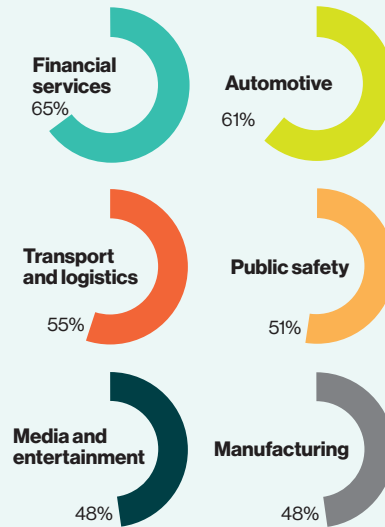 Financial
services
65%
Automotive
61%
Transport
and logistics
55%
Public safety
51%
Media and
entertainment
48%
Manufacturing
48%